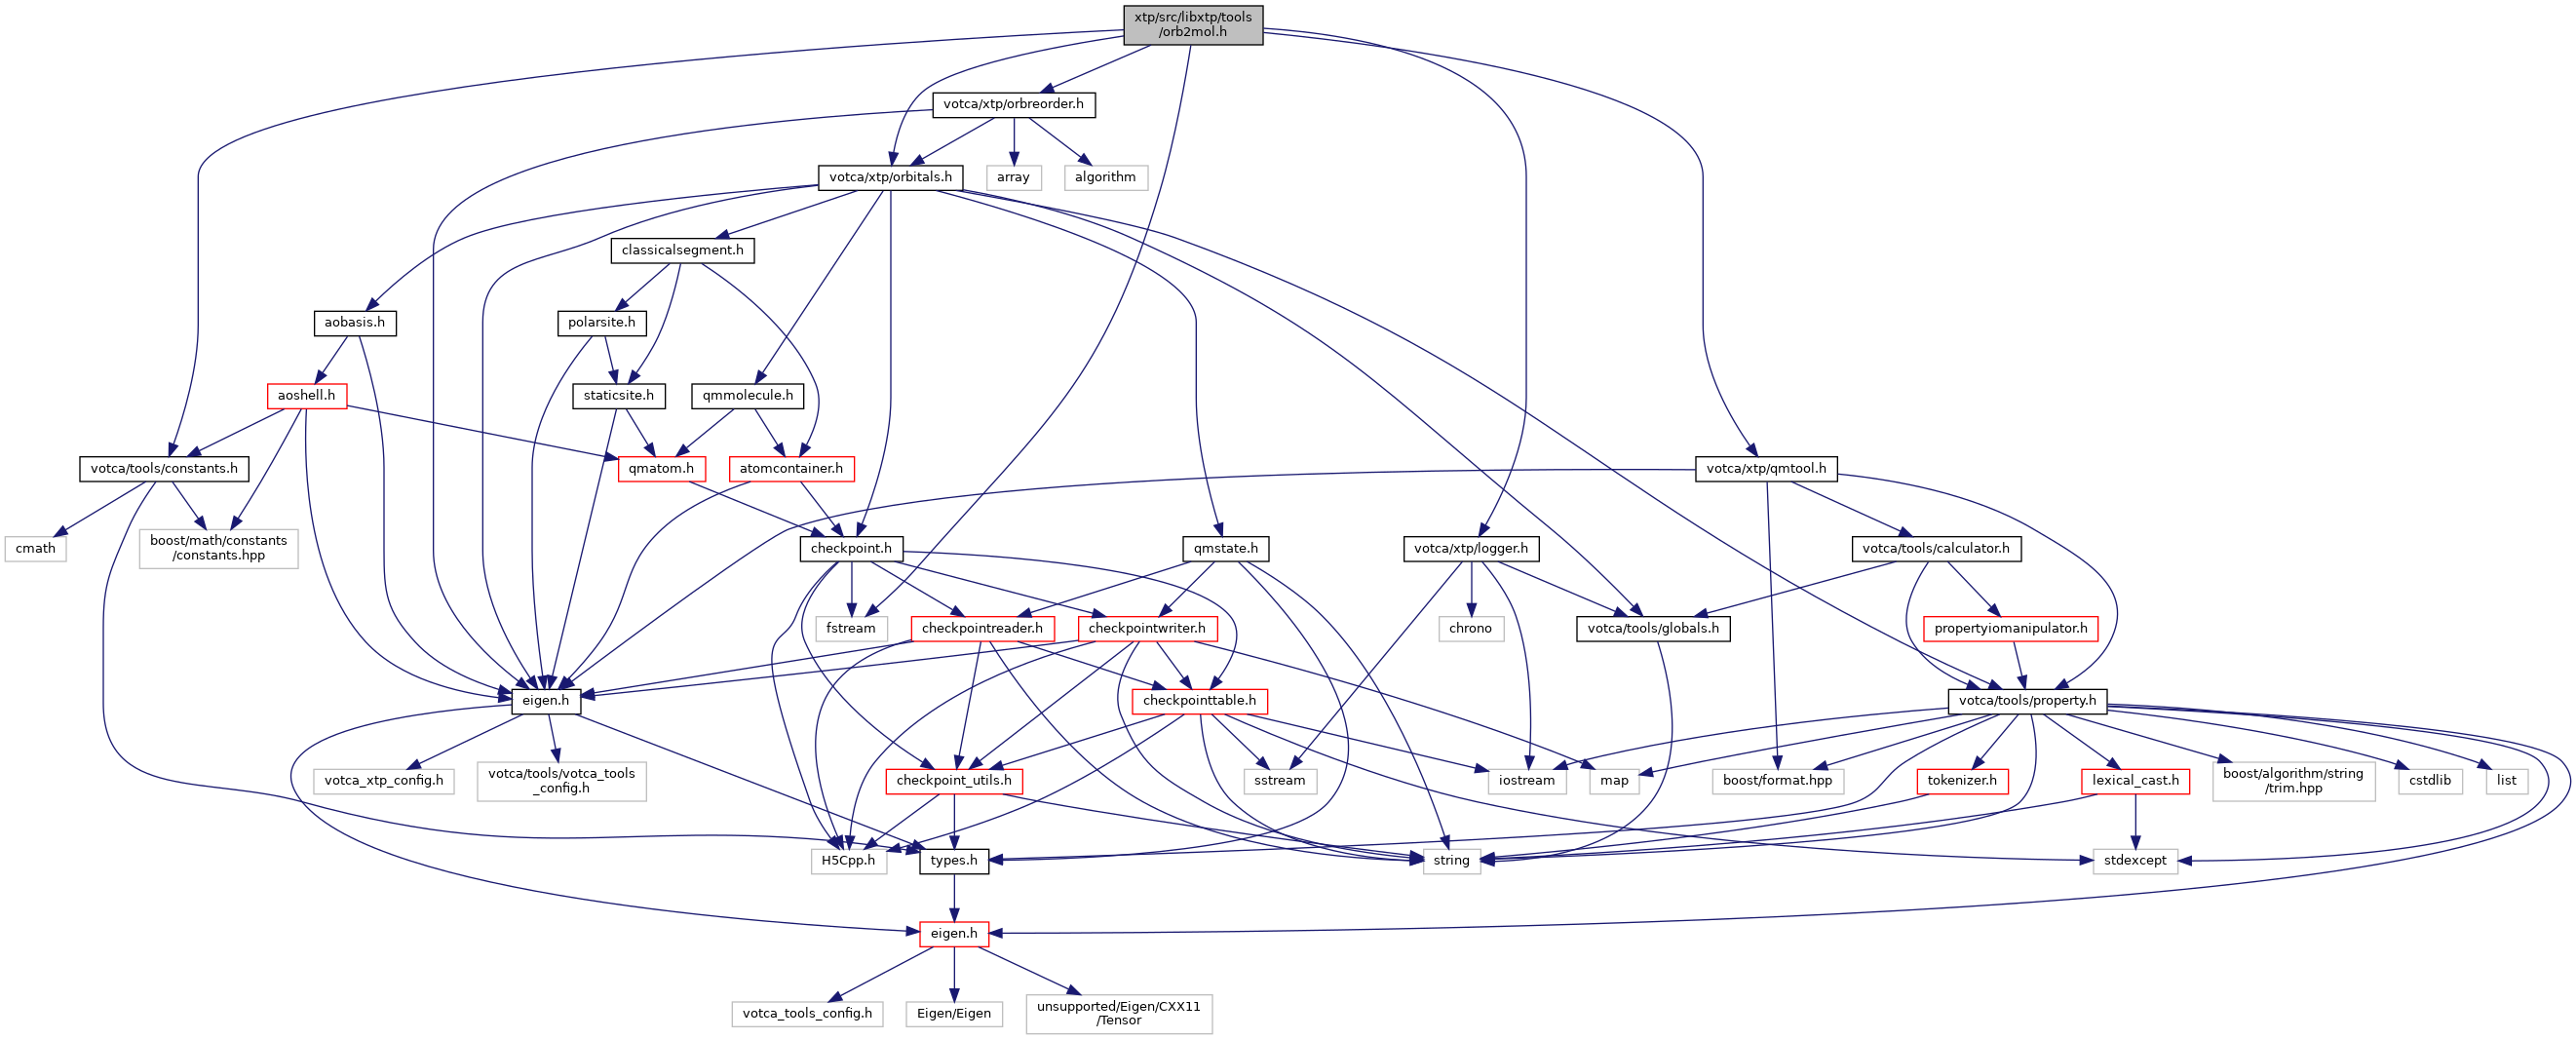 xtp/src/libxtp/tools
/orb2mol.h
votca/xtp/orbreorder.h
votca/xtp/orbitals.h
array
algorithm
classicalsegment.h
aobasis.h
polarsite.h
aoshell.h
staticsite.h
qmmolecule.h
votca/tools/constants.h
qmatom.h
atomcontainer.h
votca/xtp/qmtool.h
cmath
boost/math/constants
/constants.hpp
checkpoint.h
qmstate.h
votca/xtp/logger.h
votca/tools/calculator.h
fstream
checkpointreader.h
checkpointwriter.h
chrono
votca/tools/globals.h
propertyiomanipulator.h
eigen.h
checkpointtable.h
votca/tools/property.h
votca_xtp_config.h
votca/tools/votca_tools
_config.h
checkpoint_utils.h
sstream
iostream
map
boost/format.hpp
tokenizer.h
lexical_cast.h
boost/algorithm/string
/trim.hpp
cstdlib
list
H5Cpp.h
types.h
string
stdexcept
eigen.h
votca_tools_config.h
Eigen/Eigen
unsupported/Eigen/CXX11
/Tensor